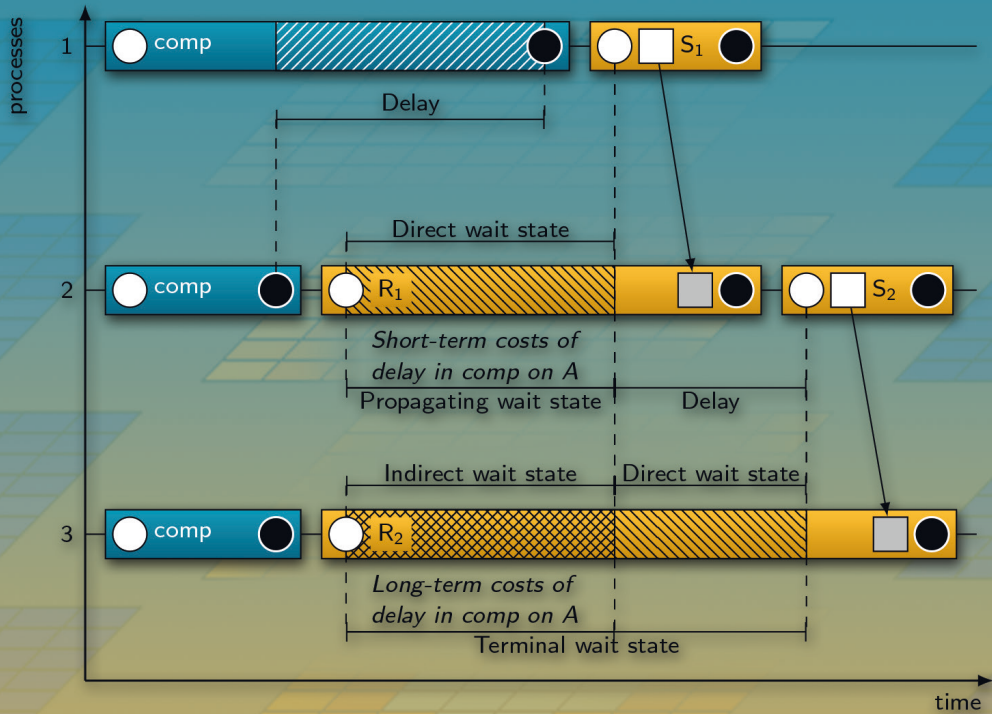 processes
1
comp
S1
Delay
Direct wait state
2
comp
R1
S2
Short-term costs of
delay in comp on A
Propagating wait state
Delay
Indirect wait state
Direct wait state
3
comp
R2
Long-term costs of
delay in comp on A
Terminal wait state
time